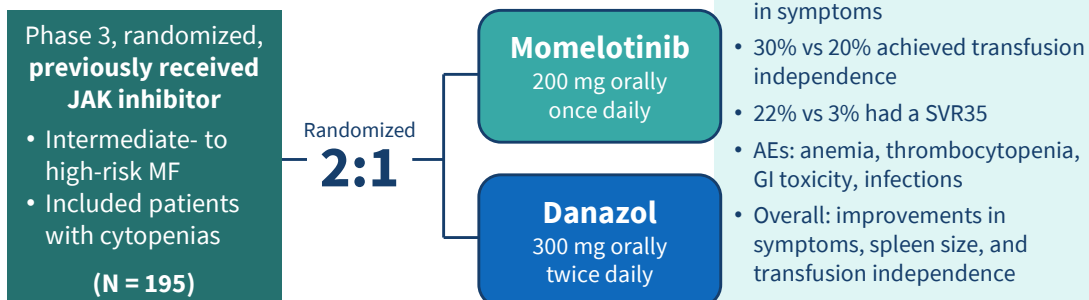 Phase 3, randomized,
previously received
JAK inhibitor
• Intermediate- to
high-risk MF
• Included patients
with cytopenias
(N = 195)
Randomized
2:1
Momelotinib
200 mg orally
once daily
Danazol
300 mg orally
twice daily
in symptoms
• 30% vs 20% achieved transfusion
independence
• 22% vs 3% had a SVR35
• AEs: anemia, thrombocytopenia,
GI toxicity, infections
• Overall: improvements in
symptoms, spleen size, and
transfusion independence